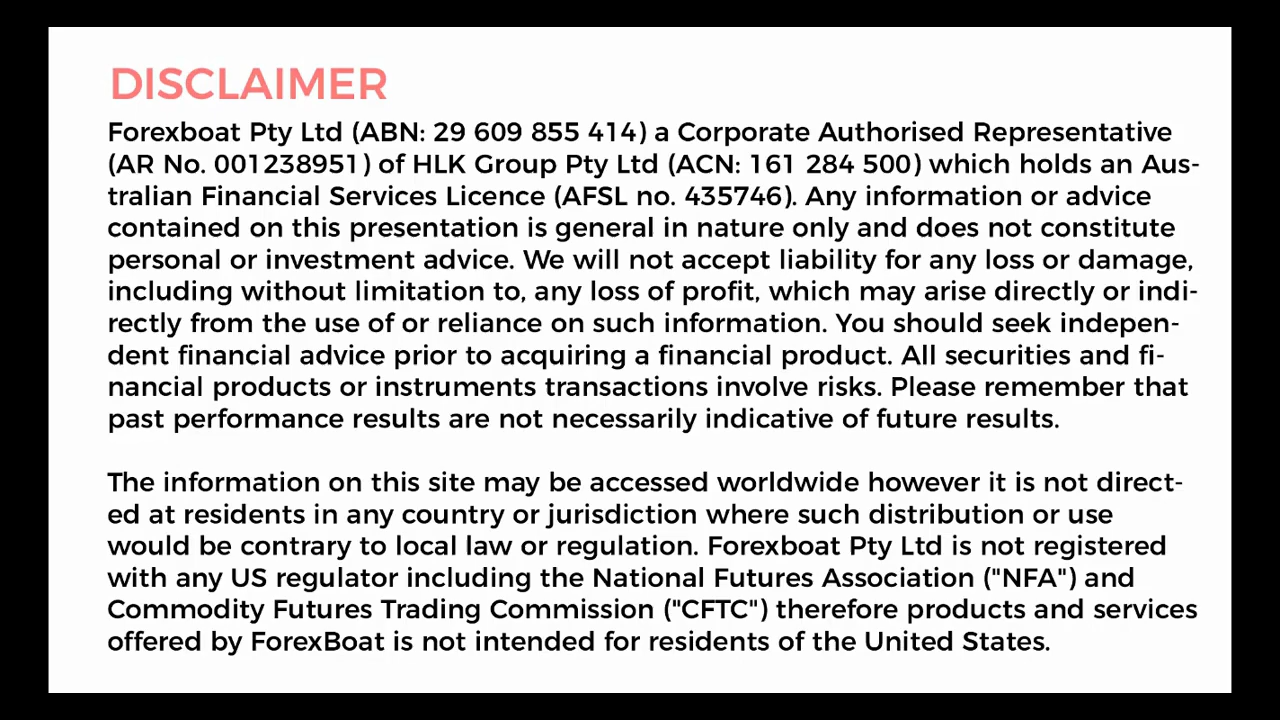 DISCLAIMER
Forexboat Pty Ltd (ABN: 29 609 855 414) a Corporate Authorised Representative
(AR No. 001238951) of HLK Group Pty Ltd (ACN: 161 284 500) which holds an Aus-
tralian Financial Services Licence (AFSL no. 435746). Any information or advice
contained on this presentation is general in nature only and does not constitute
personal or investment advice. We will not accept liability for any loss or damage,
including without limitation to, any loss of profit, which may arise directly or indi-
rectly from the use of or reliance on such information. You should seek indepen-
dent financial advice prior to acquiring a financial product. All securities and fi-
nancial products or instruments transactions involve risks. Please remember that
past performance results are not necessarily indicative of future results.
The information on this site may be accessed worldwide however it is not direct-
ed at residents in any country or jurisdiction where such distribution or use
would be contrary to local law or regulation. Forexboat Pty Ltd is not registered
with any US regulator including the National Futures Association ("NFA") and
Commodity Futures Trading Commission ("CFTC") therefore products and services
offered by ForexBoat is not intended for residents of the United States.